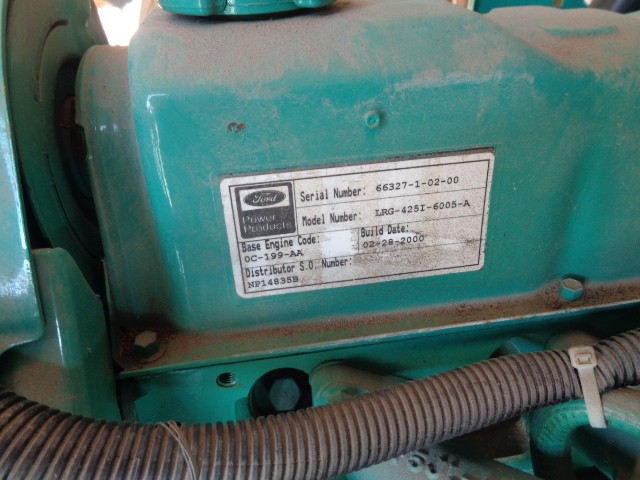 Ford
Power
Products
Serial Number: 66327-1-02-00
Model Number: LRG-425I-6005-A
Base Engine Code: Build Date:
0C-199-AA 02-28-2000
Distributor S.O. Number:
NP14835B